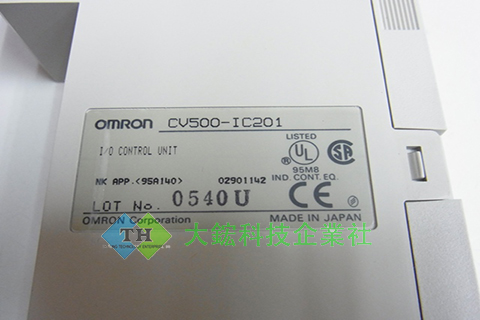 OMRON CV500-IC201
I/O CONTROL UNIT
LISTED
UL
95M8
IND. CONT. EQ.
NK APP.<95A140> 02901142
LOT No. 0540U
CE
OMRON Corporation MADE IN JAPAN
TH
大鋐科技企業社